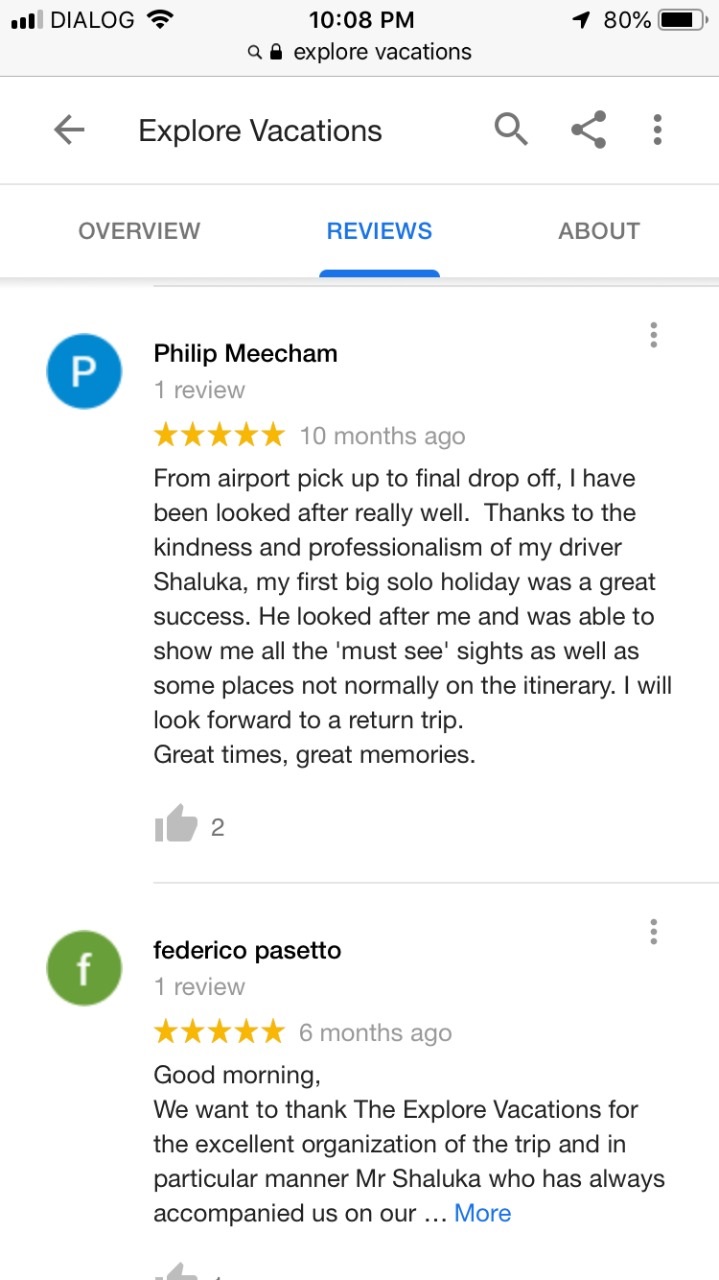 DIALOG 10:08 PM 80%
explore vacations
Explore Vacations
OVERVIEW REVIEWS ABOUT
P
Philip Meecham
1 review
10 months ago
From airport pick up to final drop off, I have
been looked after really well.  Thanks to the
kindness and professionalism of my driver
Shaluka, my first big solo holiday was a great
success. He looked after me and was able to
show me all the 'must see' sights as well as
some places not normally on the itinerary. I will
look forward to a return trip.
Great times, great memories.
2
f
federico pasetto
1 review
6 months ago
Good morning,
We want to thank The Explore Vacations for
the excellent organization of the trip and in
particular manner Mr Shaluka who has always
accompanied us on our … More